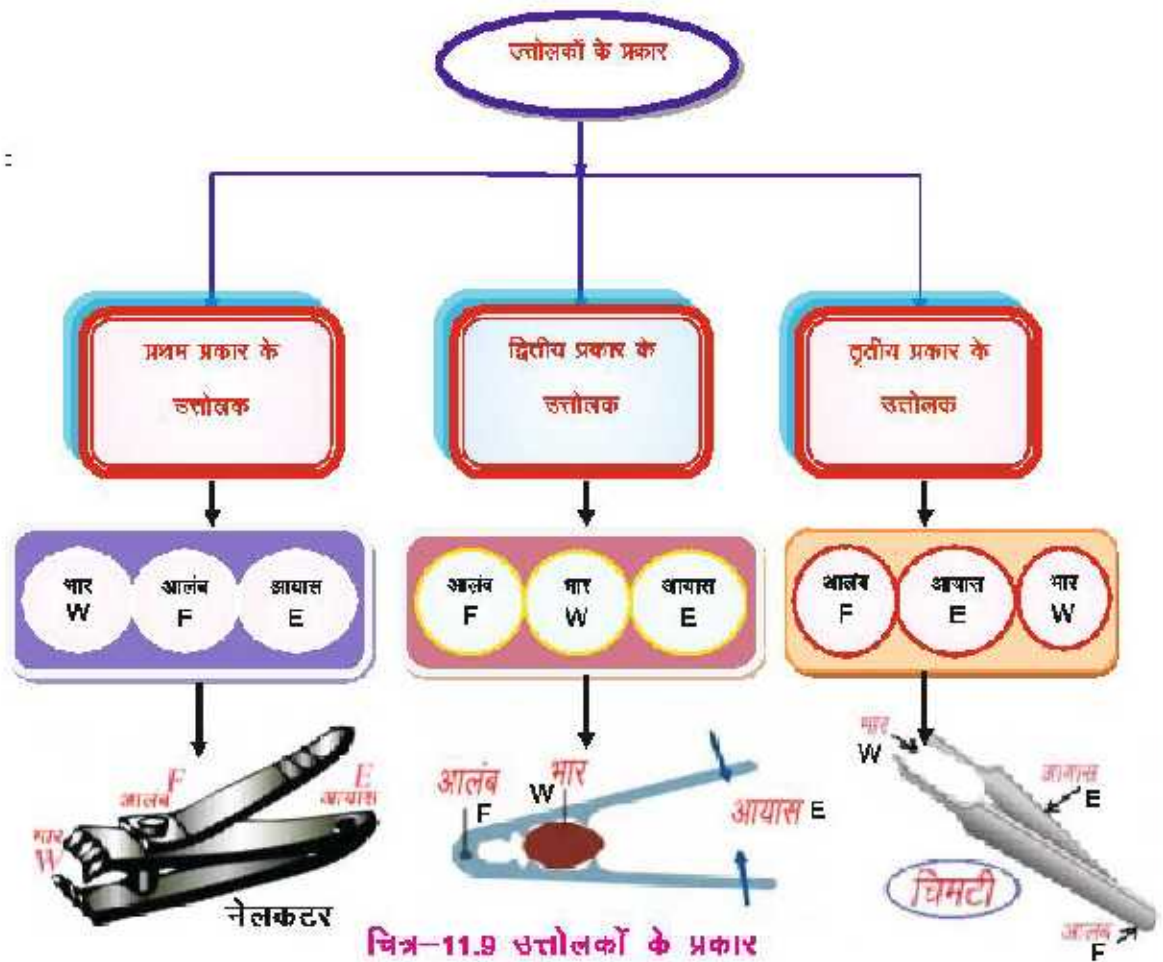 उत्तोलकों के प्रकार
प्रथम प्रकार के
उत्तोलक
द्वितीय प्रकार के
उत्तोलक
तृतीय प्रकार के
उत्तोलक
भार
W
आलंब
F
आयास
E
आलंब
F
भार
W
आयास
E
आलंब
F
आयास
E
भार
W
F
आलंब
E
आयास
भार
W
नेलकटर
आलंब
F
भार
W
आयास E
भार
W
आयास
E
चिमटी
आलंब
F
चित्र–11.9 उत्तोलकों के प्रकार